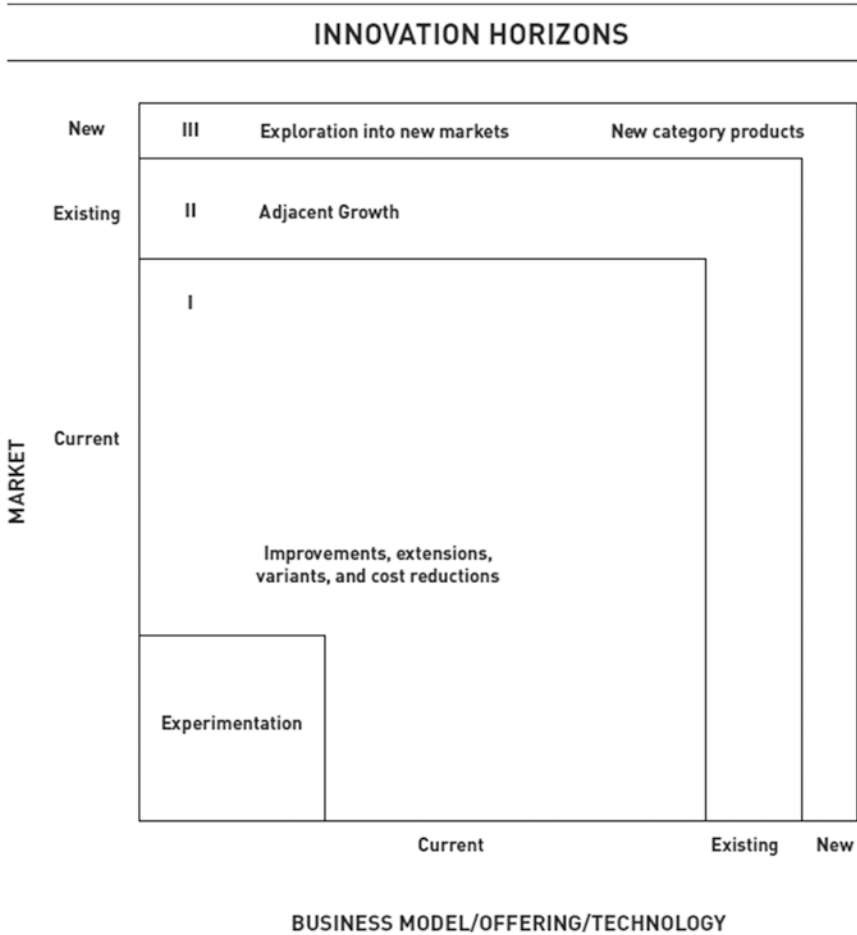 INNOVATION HORIZONS
New
III
Exploration into new markets
New category products
Existing
II
Adjacent Growth
I
Current
MARKET
Improvements, extensions,
variants, and cost reductions
Experimentation
Current
Existing
New
BUSINESS MODEL/OFFERING/TECHNOLOGY